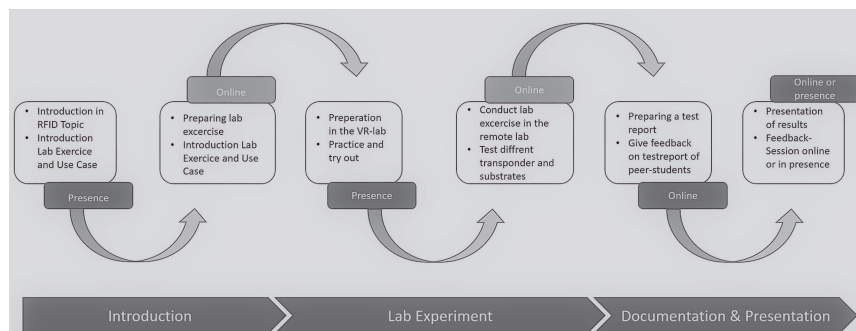 • Introduction in
RFID Topic
• Introduction
Lab Exercice
and Use Case
Presence
Online
• Preparing lab
excercise
• Introduction Lab
Exercice and Use
Case
• Preperation
in the VR-lab
• Practice and
try out
Presence
Online
• Conduct lab
excercise in the
remote lab
• Test diffrent
transponder and
substrates
• Preparing a test
report
• Give feedback
on testreport of
peer-students
Online
Online or
presence
• Presentation
of results
• Feedback-
Session online
or in presence
Introduction
Lab Experiment
Documentation & Presentation